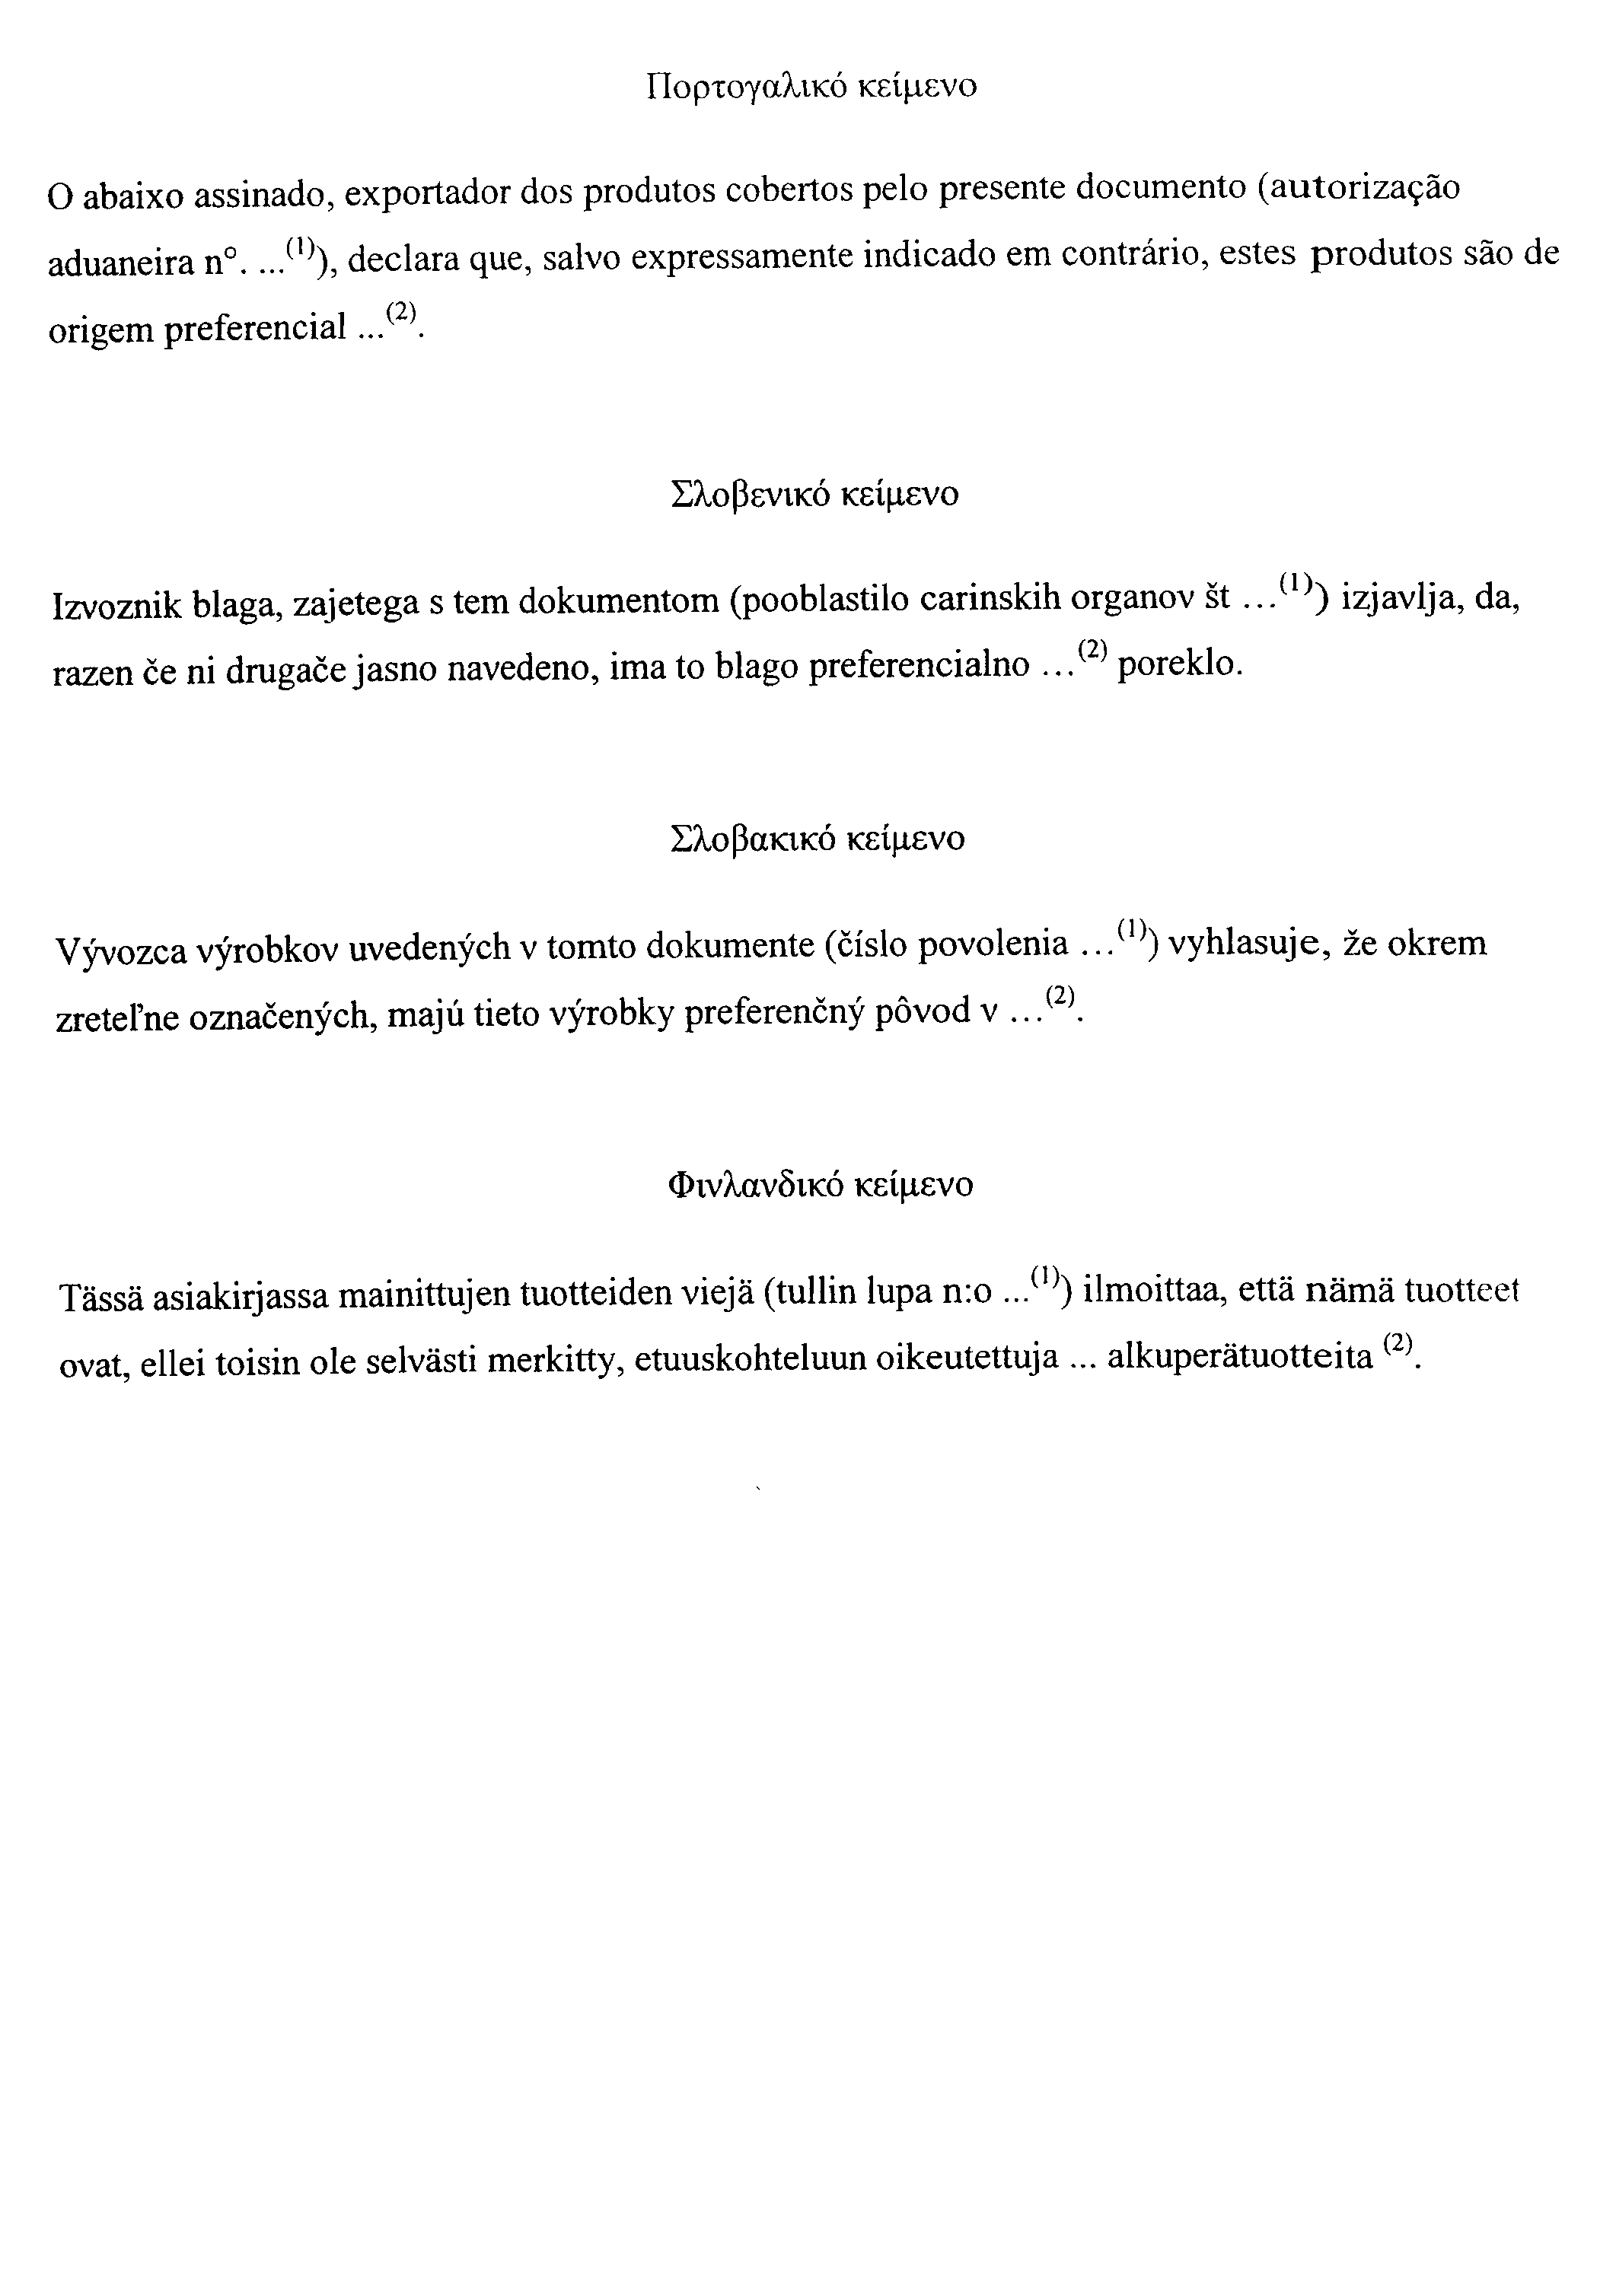 Πορτογαλικό κείμενο
O abaixo assinado, exportador dos produtos cobertos pelo presente documento (autorização
aduaneira n°. ...(1)), declara que, salvo expressamente indicado em contrário, estes produtos são de
origem preferencial ...(2).
Σλοβενικό κείμενο
Izvoznik blaga, zajetega s tem dokumentom (pooblastilo carinskih organov št ...(1)) izjavlja, da,
razen če ni drugače jasno navedeno, ima to blago preferencialno ...(2) poreklo.
Σλοβακικό κείμενο
Vývozca výrobkov uvedených v tomto dokumente (číslo povolenia ...(1)) vyhlasuje, že okrem
zreteľne označených, majú tieto výrobky preferenčný pôvod v ...(2).
Φινλανδικό κείμενο
Tässä asiakirjassa mainittujen tuotteiden viejä (tullin lupa n:o ...(1)) ilmoittaa, että nämä tuotteet
ovat, ellei toisin ole selvästi merkitty, etuuskohteluun oikeutettuja ... alkuperätuotteita (2).